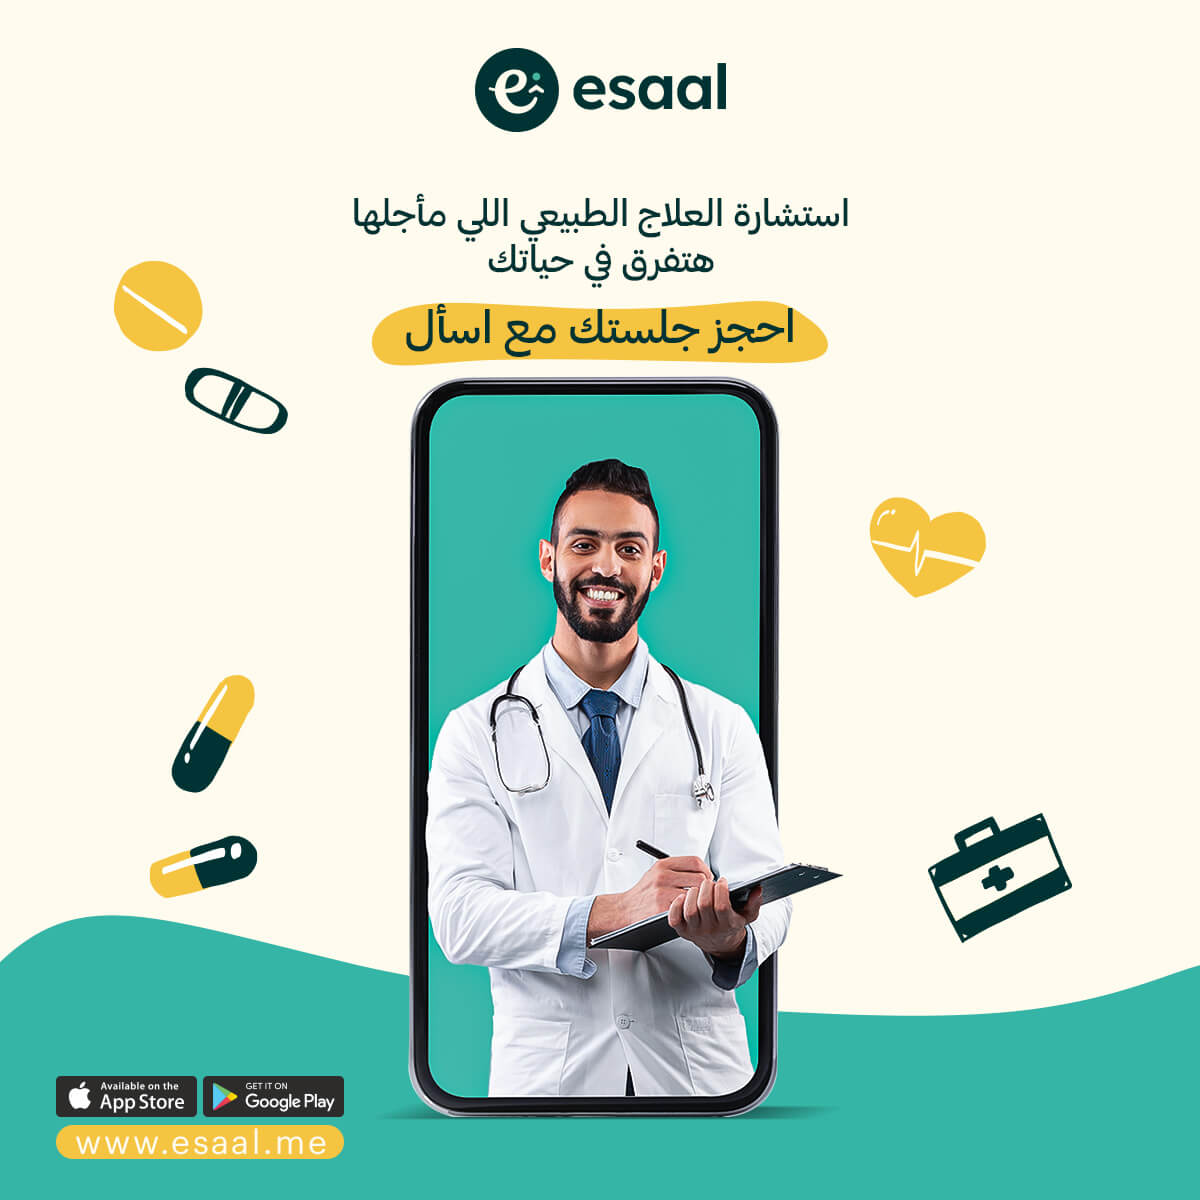 esaal
استشارة العلاج الطبيعي اللي مأجلها
هتفرق في حياتك
احجز جلستك مع اسأل
Available on the
App Store
GET IT ON
Google Play
www.esaal.me